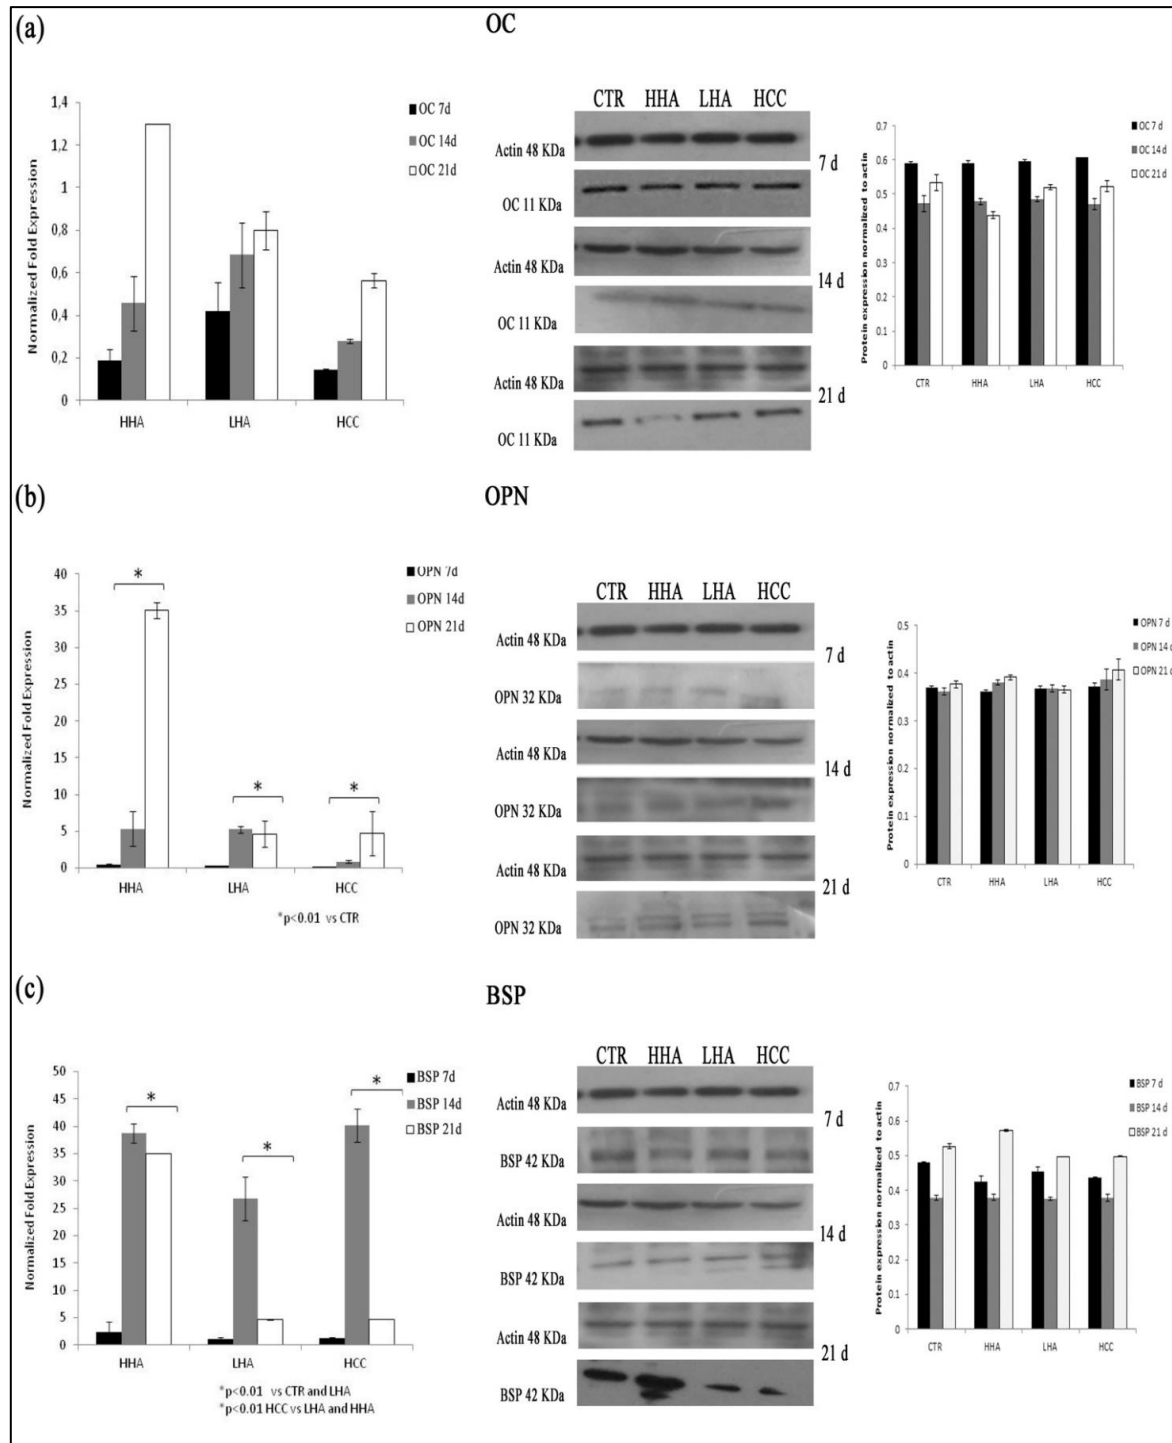 (a)
OC
Normalized Fold Expression
1,4
1,2
1
0,8
0,6
0,4
0,2
0
HHA LHA HCC
OC 7d
OC 14d
OC 21d
CTR HHA LHA HCC
Actin 48 KDa
7 d
OC 11 KDa
Actin 48 KDa
14 d
OC 11 KDa
Actin 48 KDa
21 d
OC 11 KDa
Protein expression normalized to actin
0.7
0.6
0.5
0.4
0.3
0.2
0.1
0
CTR HHA LHA HCC
OC 7 d
OC 14 d
OC 21 d
(b)
OPN
Normalized Fold Expression
40
35
30
25
20
15
10
5
0
* * *
HHA LHA HCC
OPN 7d
OPN 14d
OPN 21d
*p<0.01 vs CTR
CTR HHA LHA HCC
Actin 48 KDa
7 d
OPN 32 KDa
Actin 48 KDa
14 d
OPN 32 KDa
Actin 48 KDa
21 d
OPN 32 KDa
Protein expression normalized to actin
0.5
0.4
0.3
0.2
0.1
0
CTR HHA LHA HCC
OPN 7 d
OPN 14 d
OPN 21 d
(c)
BSP
Normalized Fold Expression
50
45
40
35
30
25
20
15
10
5
0
* * *
HHA LHA HCC
BSP 7d
BSP 14d
BSP 21d
*p<0.01 vs CTR and LHA
*p<0.01 HCC vs LHA and HHA
CTR HHA LHA HCC
Actin 48 KDa
7 d
BSP 42 KDa
Actin 48 KDa
14 d
BSP 42 KDa
Actin 48 KDa
21 d
BSP 42 KDa
Protein expression normalized to actin
0.7
0.6
0.5
0.4
0.3
0.2
0.1
0
CTR HHA LHA HCC
BSP 7 d
BSP 14 d
BSP 21 d